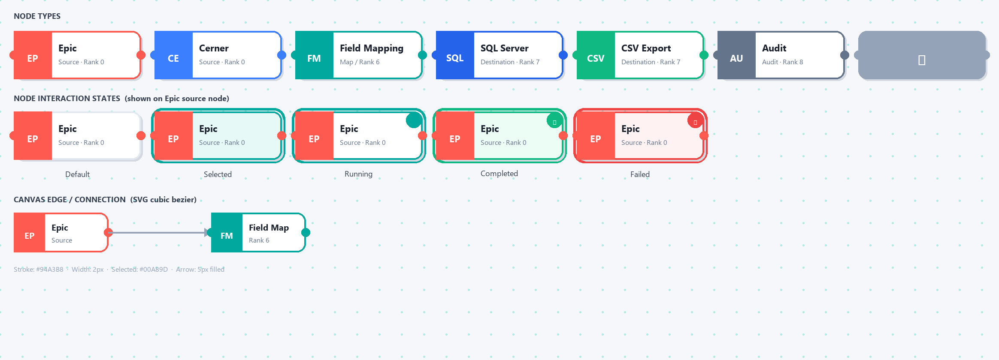 NODE TYPES
EP
Epic
Source · Rank 0
CE
Cerner
Source · Rank 0
FM
Field Mapping
Map / Rank 6
SQL
SQL Server
Destination · Rank 7
CSV
CSV Export
Destination · Rank 7
AU
Audit
Audit · Rank 8
NODE INTERACTION STATES (shown on Epic source node)
EP
Epic
Source · Rank 0
EP
Epic
Source · Rank 0
EP
Epic
Source · Rank 0
EP
Epic
Source · Rank 0
EP
Epic
Source · Rank 0
Default
Selected
Running
Completed
Failed
CANVAS EDGE / CONNECTION (SVG cubic bezier)
EP
Epic
Source
FM
Field Map
Rank 6
Stroke: #94A3B8 · Width: 2px · Selected: #00A89D · Arrow: 5px filled